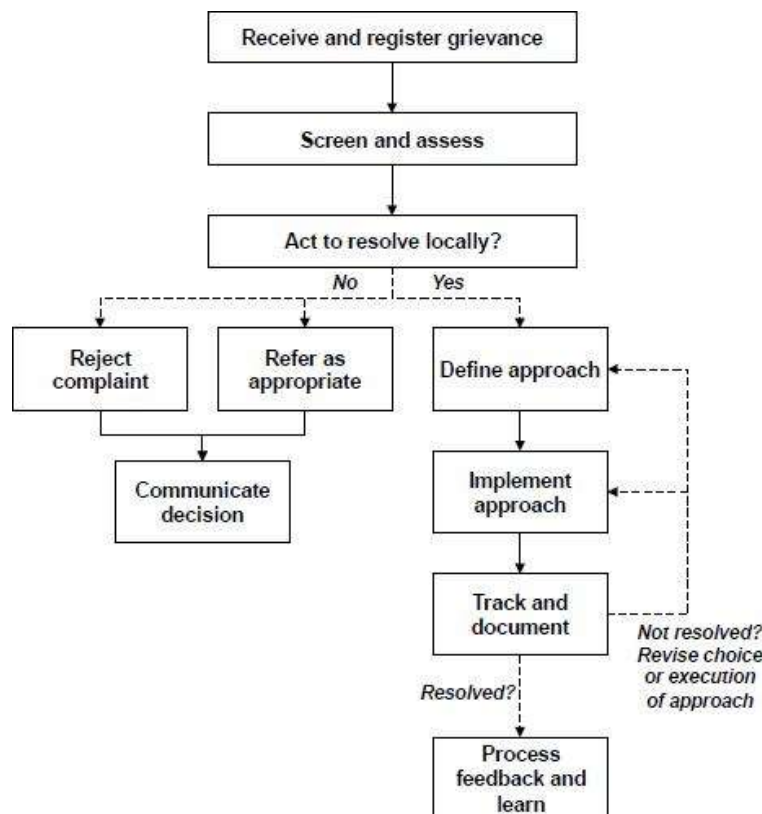 Receive and register grievance
Screen and assess
Act to resolve locally?
No
Yes
Reject
complaint
Refer as
appropriate
Define approach
Communicate
decision
Implement
approach
Track and
document
Not resolved?
Revise choice
or execution
of approach
Resolved?
Process
feedback and
learn